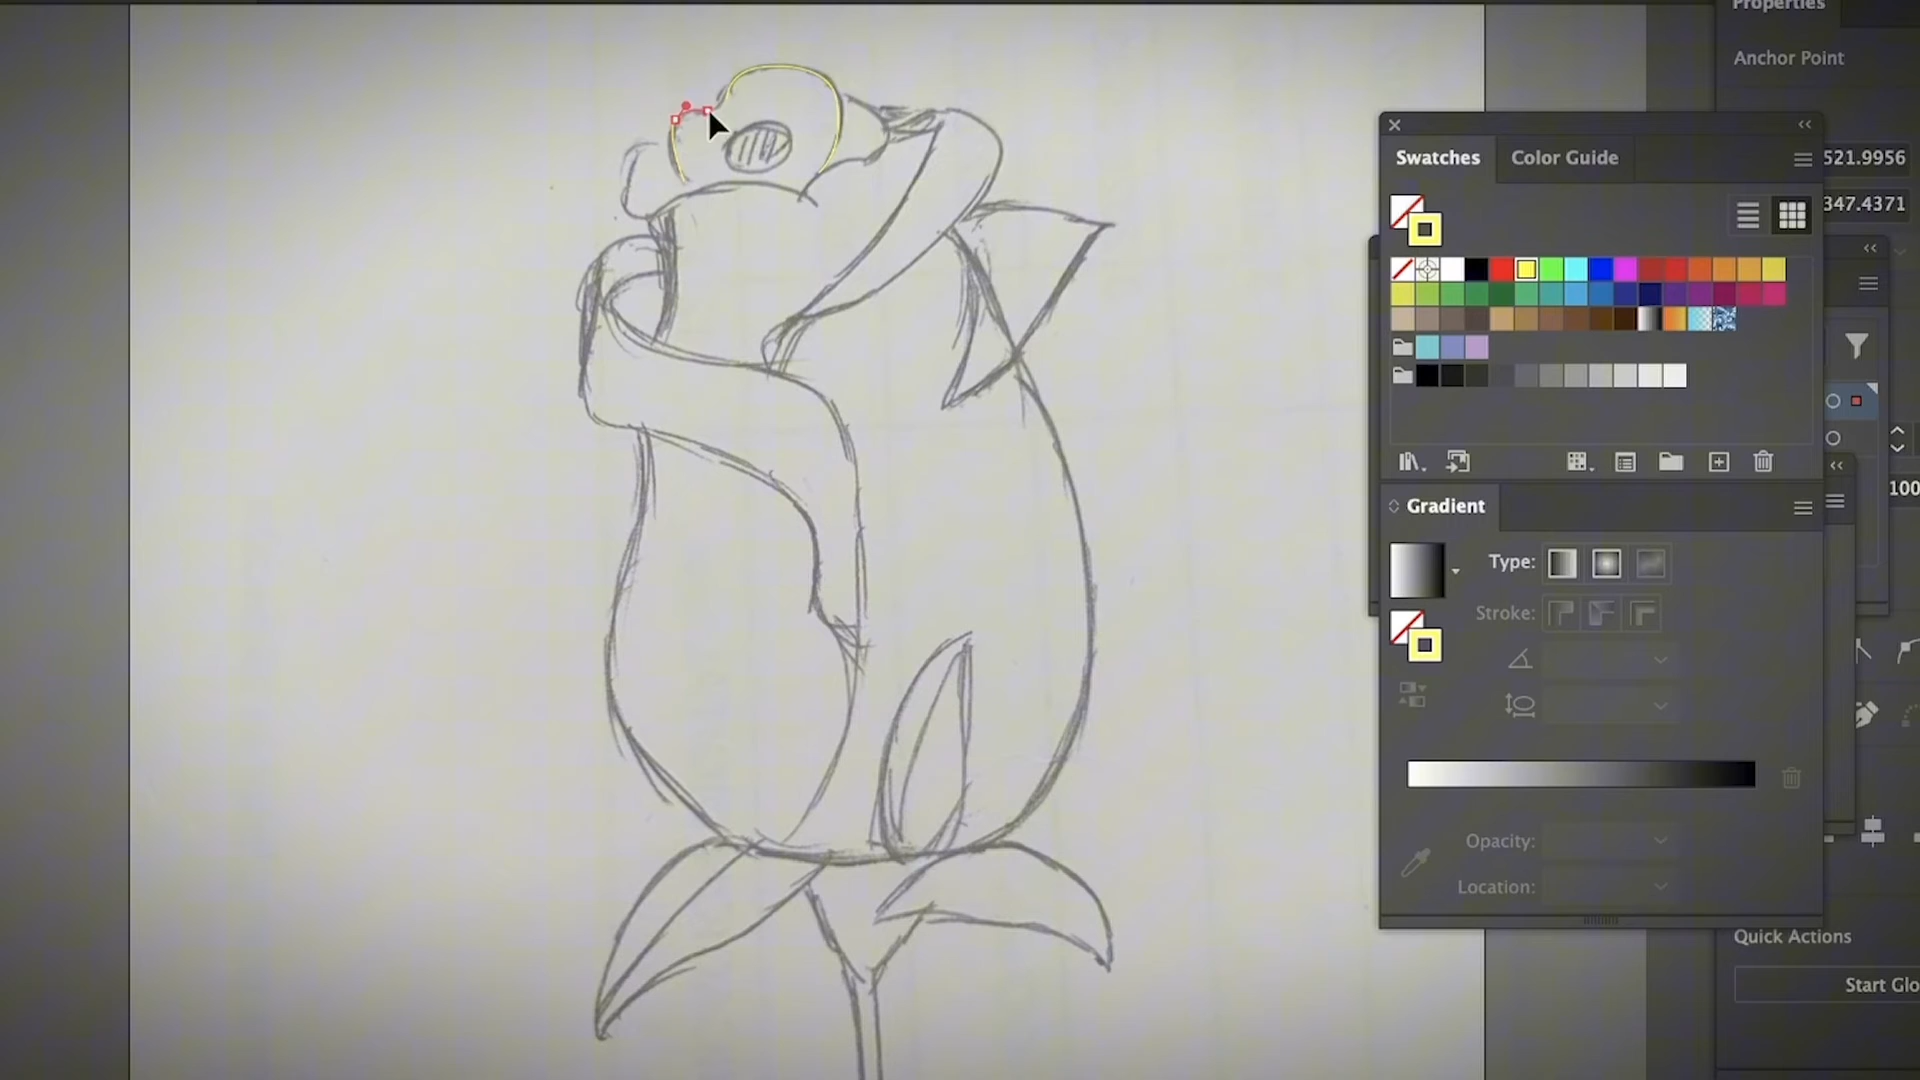 Properties
Anchor Point
Swatches
Color Guide
521.9956
347.4371
100
Gradient
Type:
Stroke:
Opacity:
Location:
Quick Actions
Start Glo